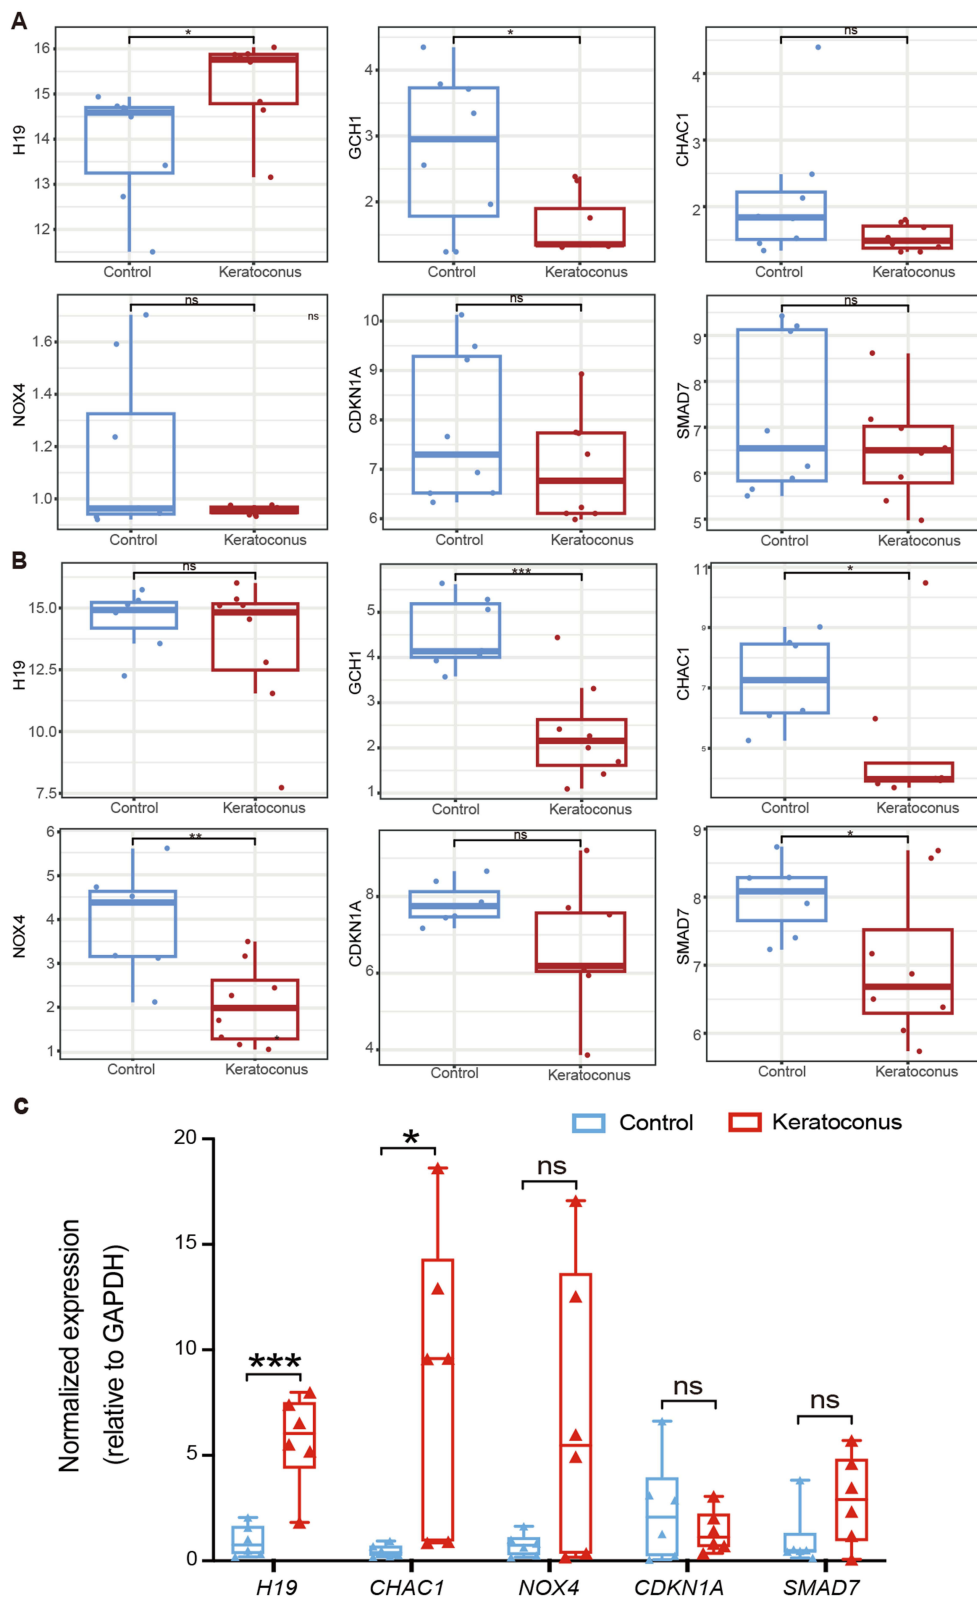 A
H19
16
15
14
13
12
*
Control
Keratoconus
GCH1
4
3
2
*
Control
Keratoconus
CHAC1
4
2
ns
Control
Keratoconus
NOX4
1.6
1.4
1.2
1.0
ns
ns
Control
Keratoconus
CDKN1A
10
9
8
7
6
ns
Control
Keratoconus
SMAD7
9
8
7
6
5
ns
Control
Keratoconus
B
H19
15.0
12.5
10.0
7.5
ns
Control
Keratoconus
GCH1
5
4
3
2
1
***
Control
Keratoconus
CHAC1
11
9
7
5
*
Control
Keratoconus
NOX4
6
5
4
3
2
1
**
Control
Keratoconus
CDKN1A
8
6
4
ns
Control
Keratoconus
SMAD7
9
8
7
6
*
Control
Keratoconus
C
Control
Keratoconus
Normalized expression
(relative to GAPDH)
20
15
10
5
0
***
*
ns
ns
ns
H19
CHAC1
NOX4
CDKN1A
SMAD7